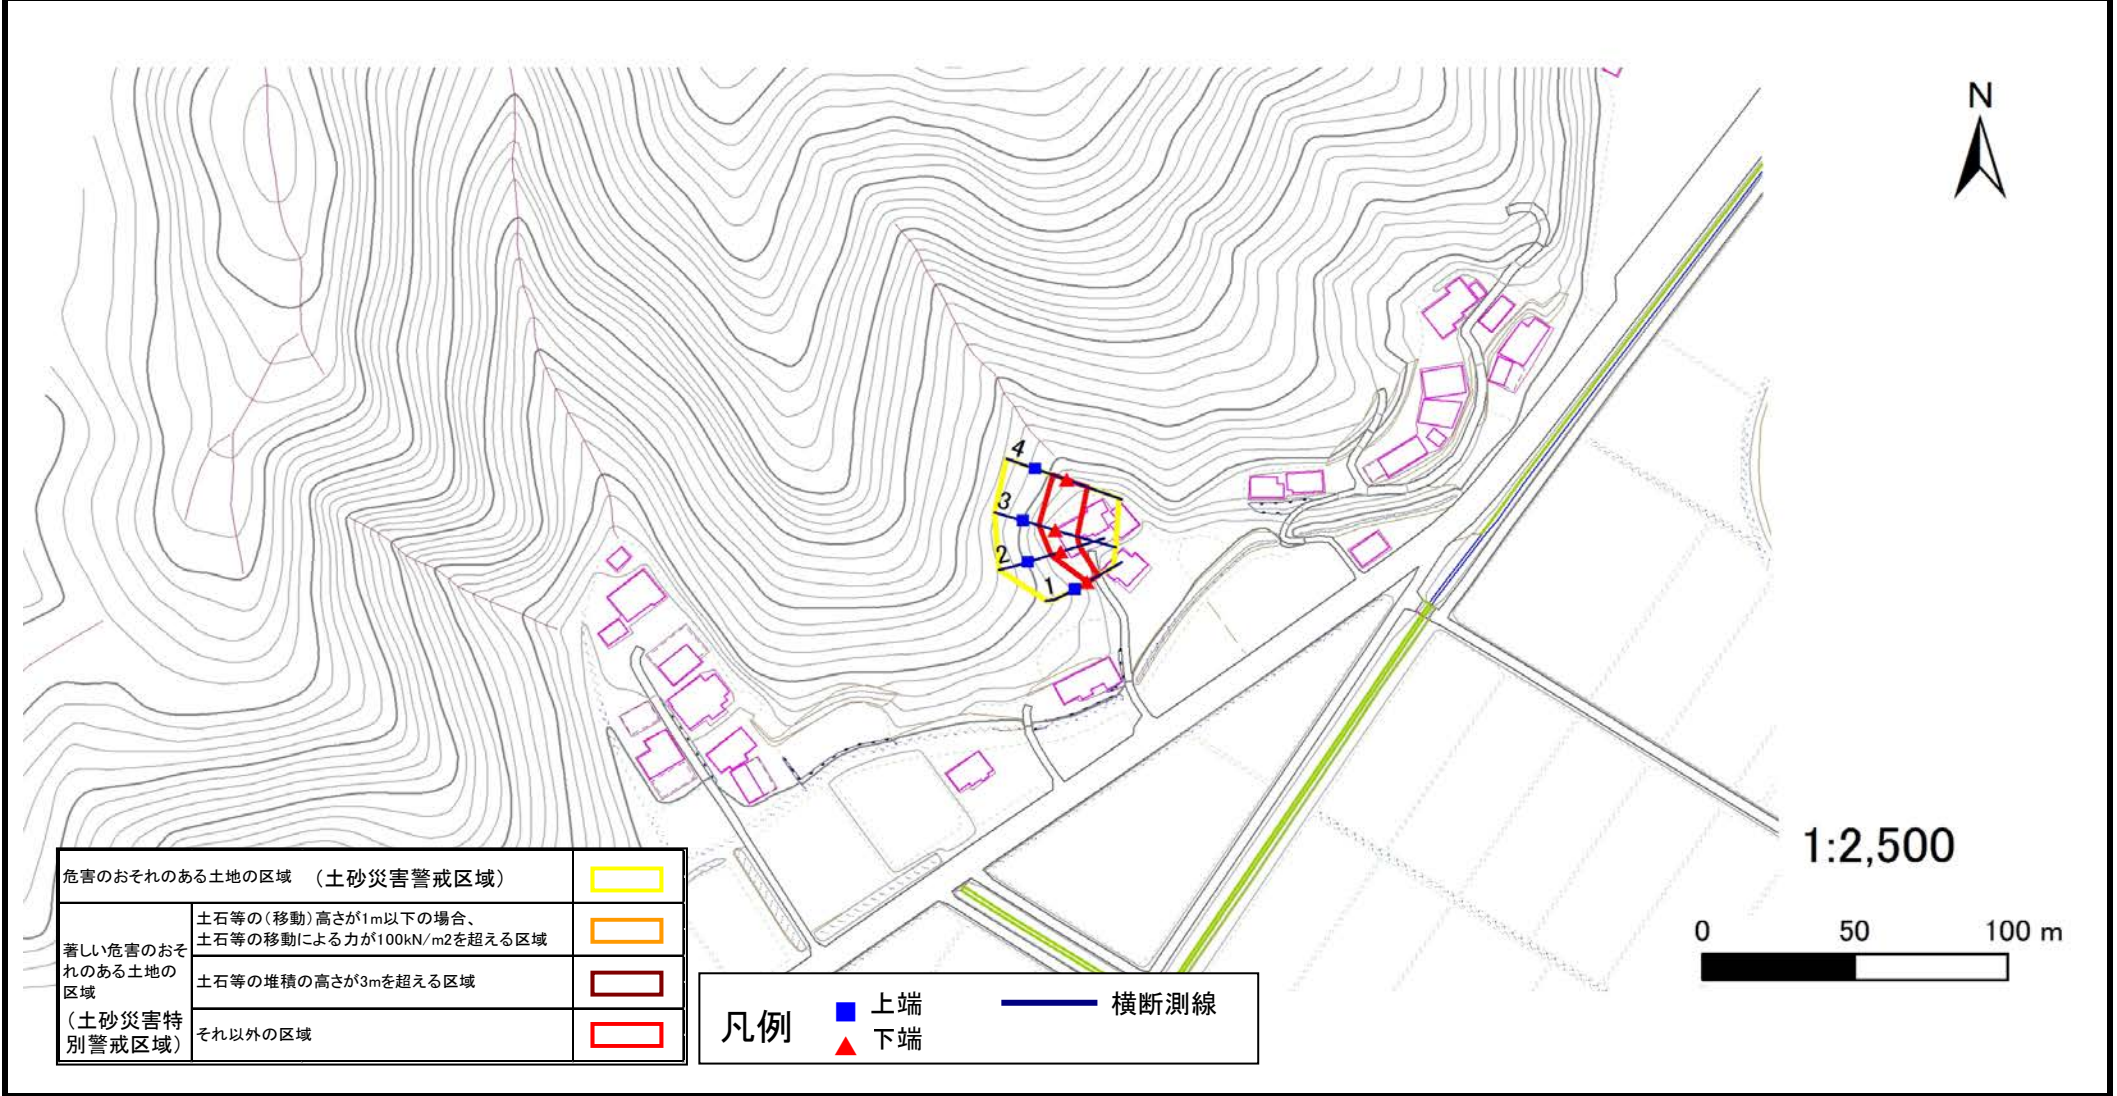 N
4
3
2
1
1:2,500
0 50 100 m
危害のおそれのある土地の区域 （土砂災害警戒区域）
著しい危害のおそ
れのある土地の
区域
（土砂災害特
別警戒区域）
土石等の（移動）高さが1m以下の場合、
土石等の移動による力が100kN/m2を超える区域
土石等の堆積の高さが3mを超える区域
それ以外の区域
凡例
上端
下端
横断測線